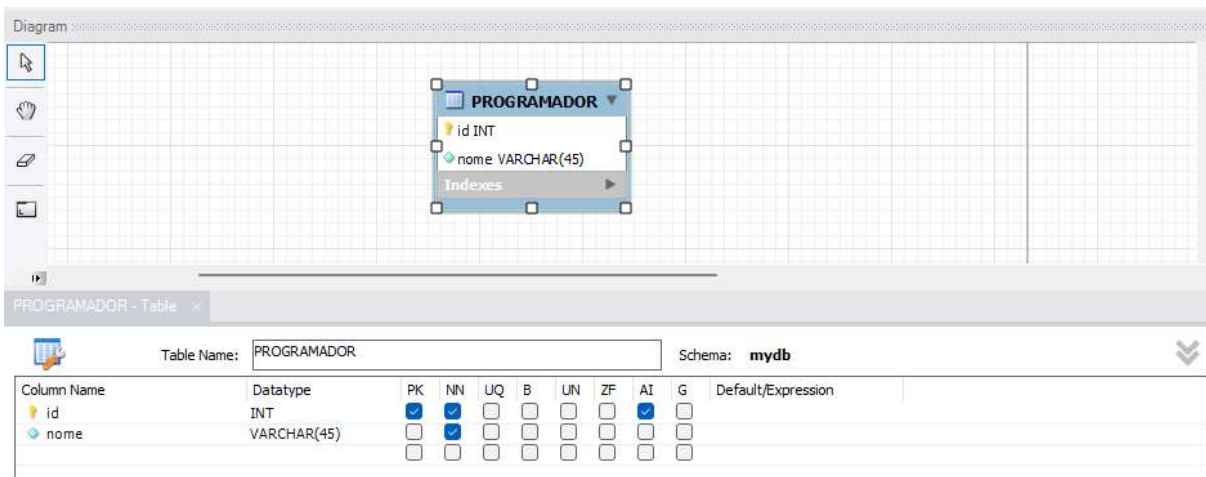 Diagram
PROGRAMADOR
id INT
nome VARCHAR(45)
Indexes
PROGRAMADOR - Table
Table Name: PROGRAMADOR Schema: mydb
Column Name Datatype PK NN UQ B UN ZF AI G Default/Expression
id INT
nome VARCHAR(45)